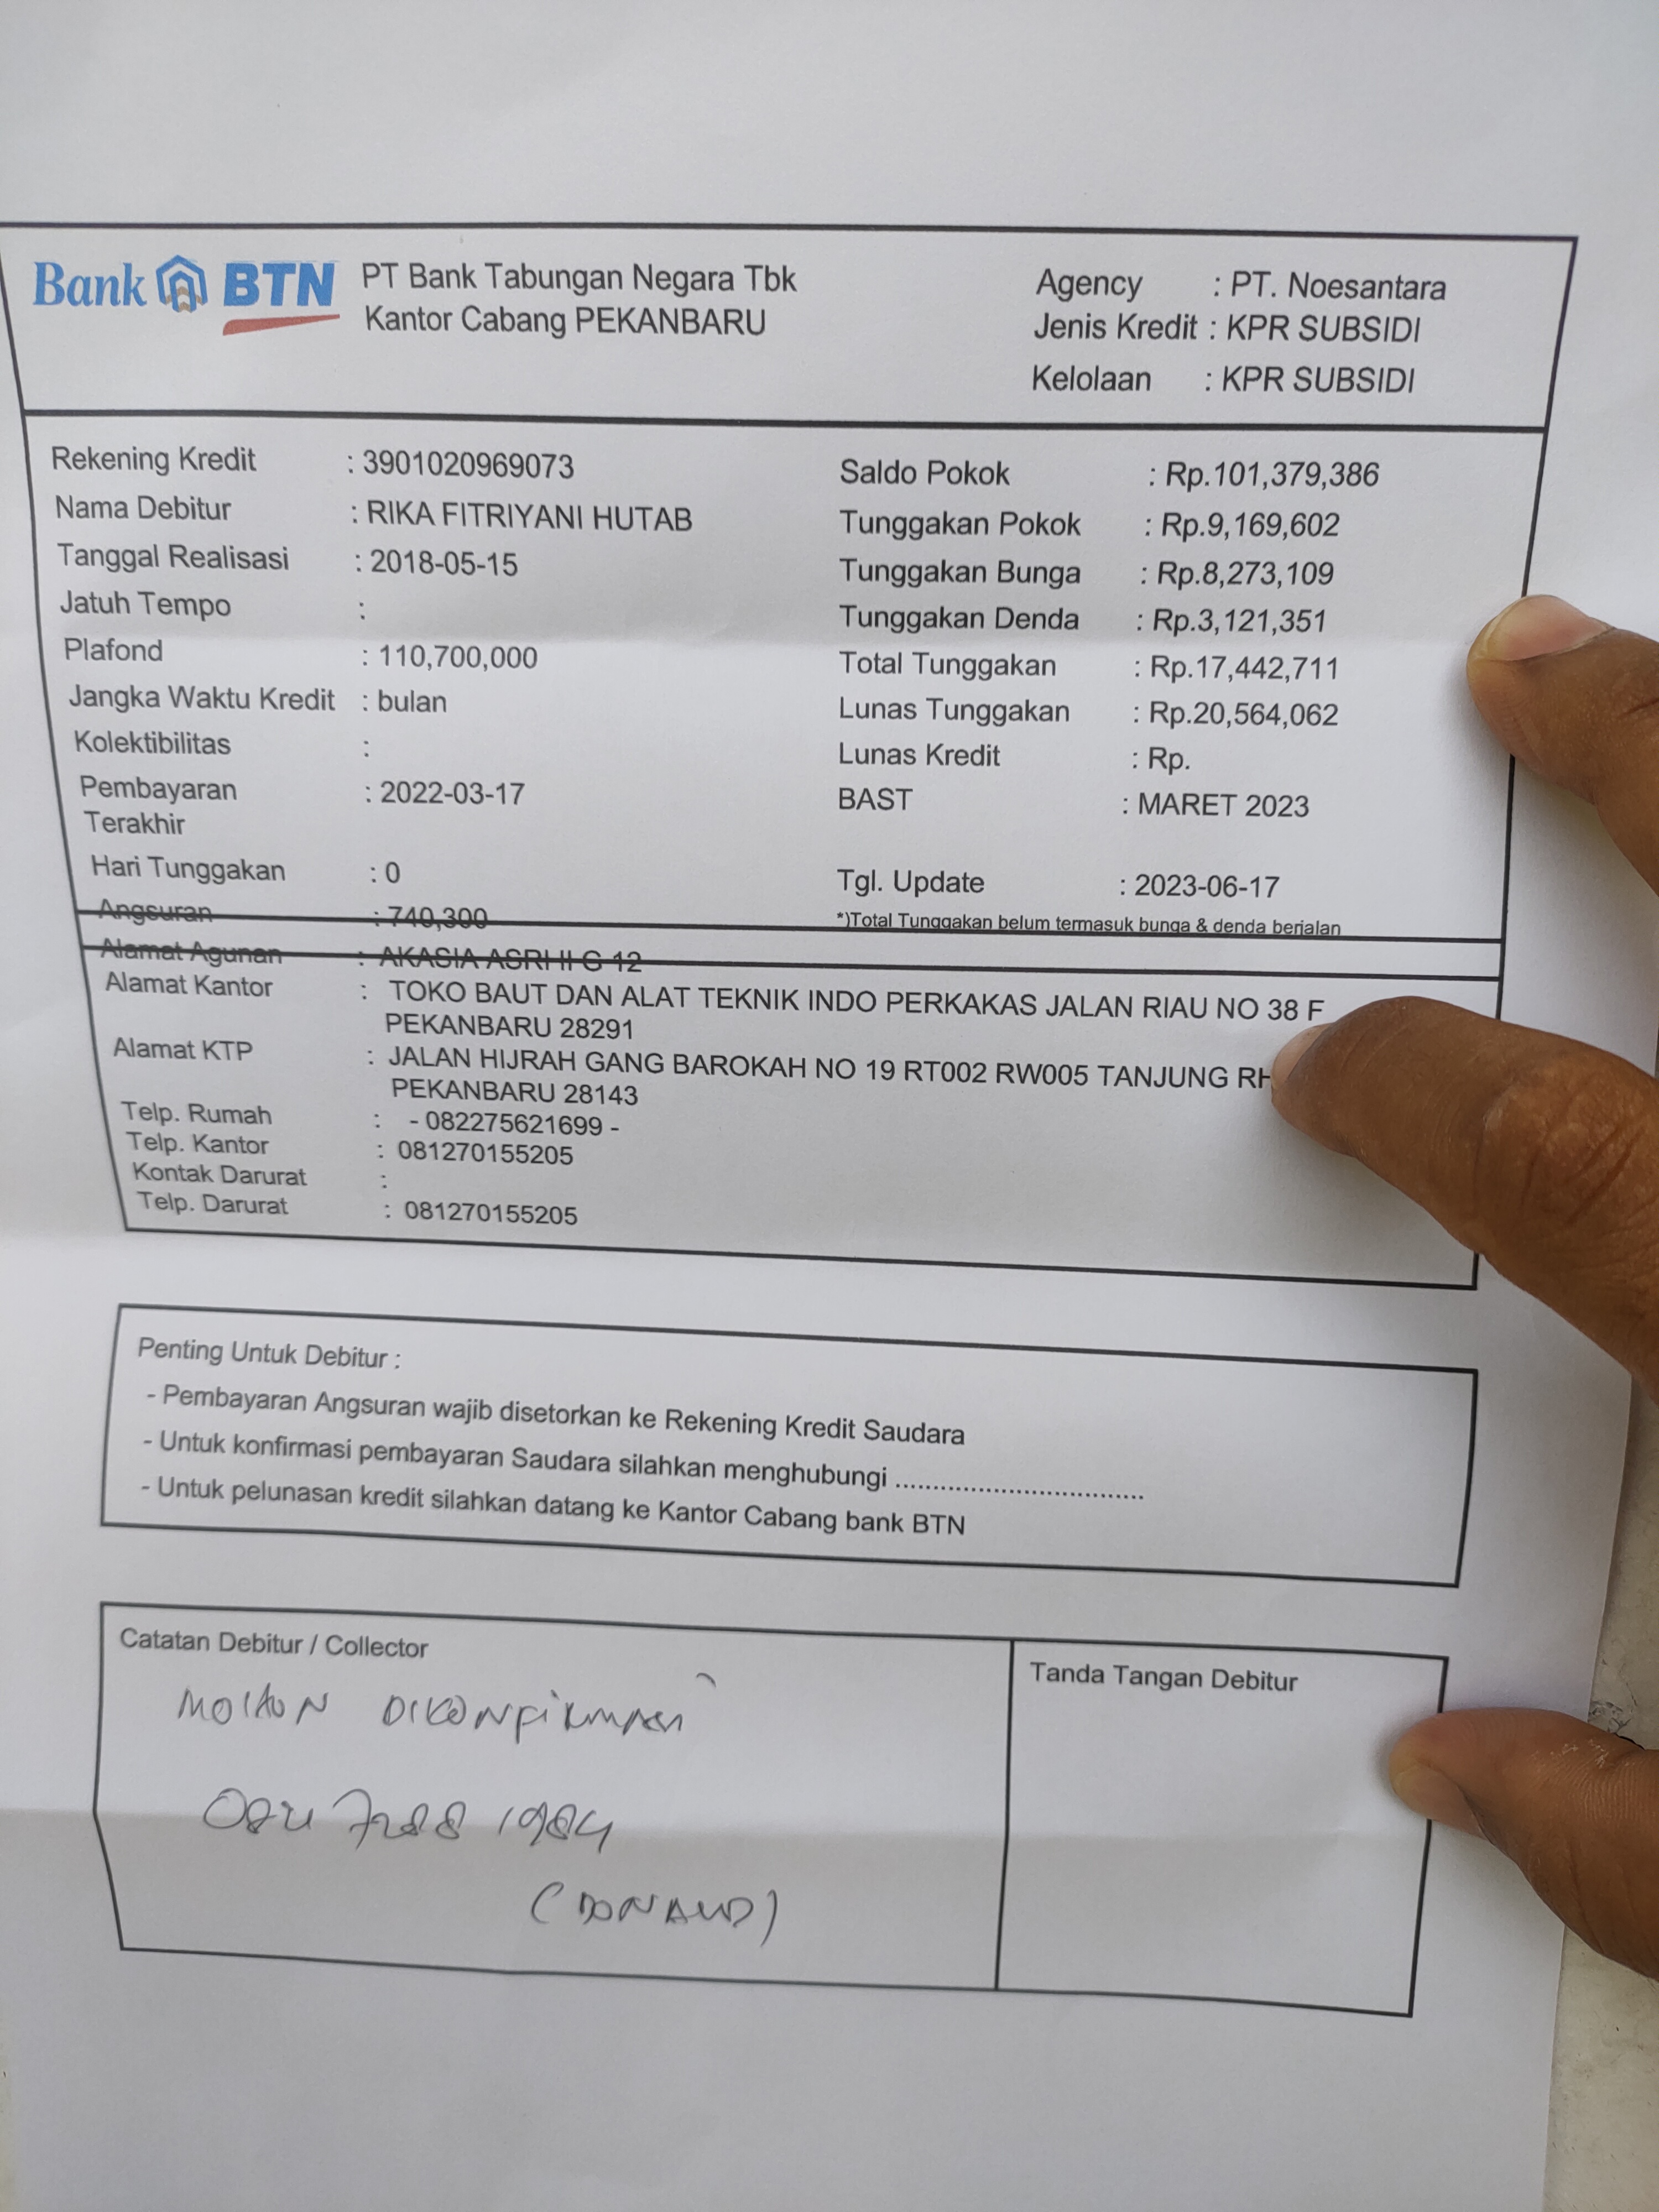 Bank BTN PT Bank Tabungan Negara Tbk
Kantor Cabang PEKANBARU
Agency : PT. Noesantara
Jenis Kredit : KPR SUBSIDI
Kelolaan : KPR SUBSIDI
Rekening Kredit : 3901020969073
Nama Debitur : RIKA FITRIYANI HUTAB
Tanggal Realisasi : 2018-05-15
Jatuh Tempo :
Plafond : 110,700,000
Jangka Waktu Kredit : bulan
Kolektibilitas :
Pembayaran Terakhir : 2022-03-17
Hari Tunggakan : 0
Angsuran : 740,300
Saldo Pokok : Rp.101,379,386
Tunggakan Pokok : Rp.9,169,602
Tunggakan Bunga : Rp.8,273,109
Tunggakan Denda : Rp.3,121,351
Total Tunggakan : Rp.17,442,711
Lunas Tunggakan : Rp.20,564,062
Lunas Kredit : Rp.
BAST : MARET 2023
Tgl. Update : 2023-06-17
*)Total Tunggakan belum termasuk bunga & denda berjalan
Alamat Agunan : AKASIA ASRI II G 12
Alamat Kantor : TOKO BAUT DAN ALAT TEKNIK INDO PERKAKAS JALAN RIAU NO 38 F
PEKANBARU 28291
Alamat KTP : JALAN HIJRAH GANG BAROKAH NO 19 RT002 RW005 TANJUNG RH
PEKANBARU 28143
Telp. Rumah : - 082275621699 -
Telp. Kantor : 081270155205
Kontak Darurat :
Telp. Darurat : 081270155205
Penting Untuk Debitur :
- Pembayaran Angsuran wajib disetorkan ke Rekening Kredit Saudara
- Untuk konfirmasi pembayaran Saudara silahkan menghubungi ..................................
- Untuk pelunasan kredit silahkan datang ke Kantor Cabang bank BTN
Catatan Debitur / Collector
Tanda Tangan Debitur
MOHON DIKONFIRMASI
7288 1984
(DONALD)